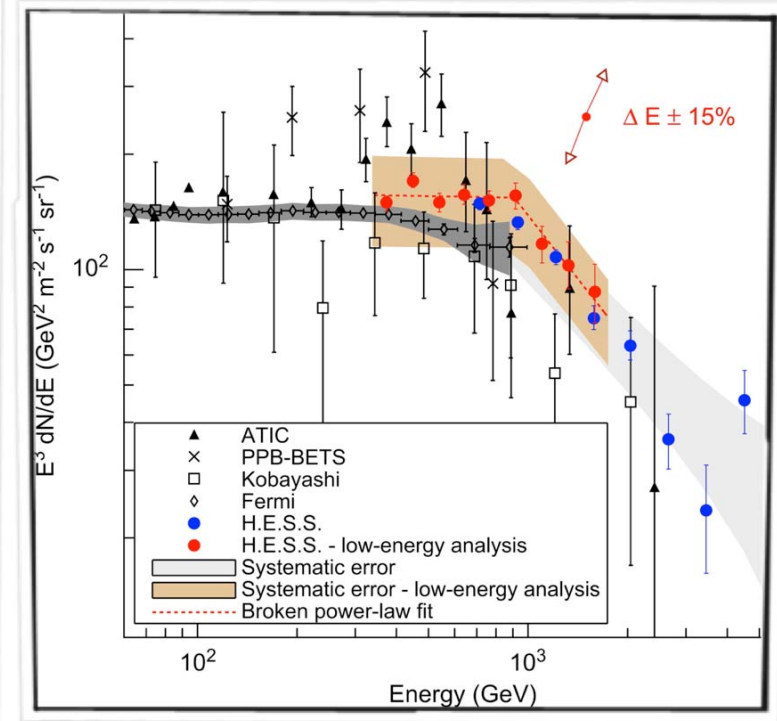 E³ dN/dE (GeV² m⁻² s⁻¹ sr⁻¹)
10²
Δ E ± 15%
ATIC
PPB-BETS
Kobayashi
Fermi
H.E.S.S.
H.E.S.S. - low-energy analysis
Systematic error
Systematic error - low-energy analysis
Broken power-law fit
10²
10³
Energy (GeV)